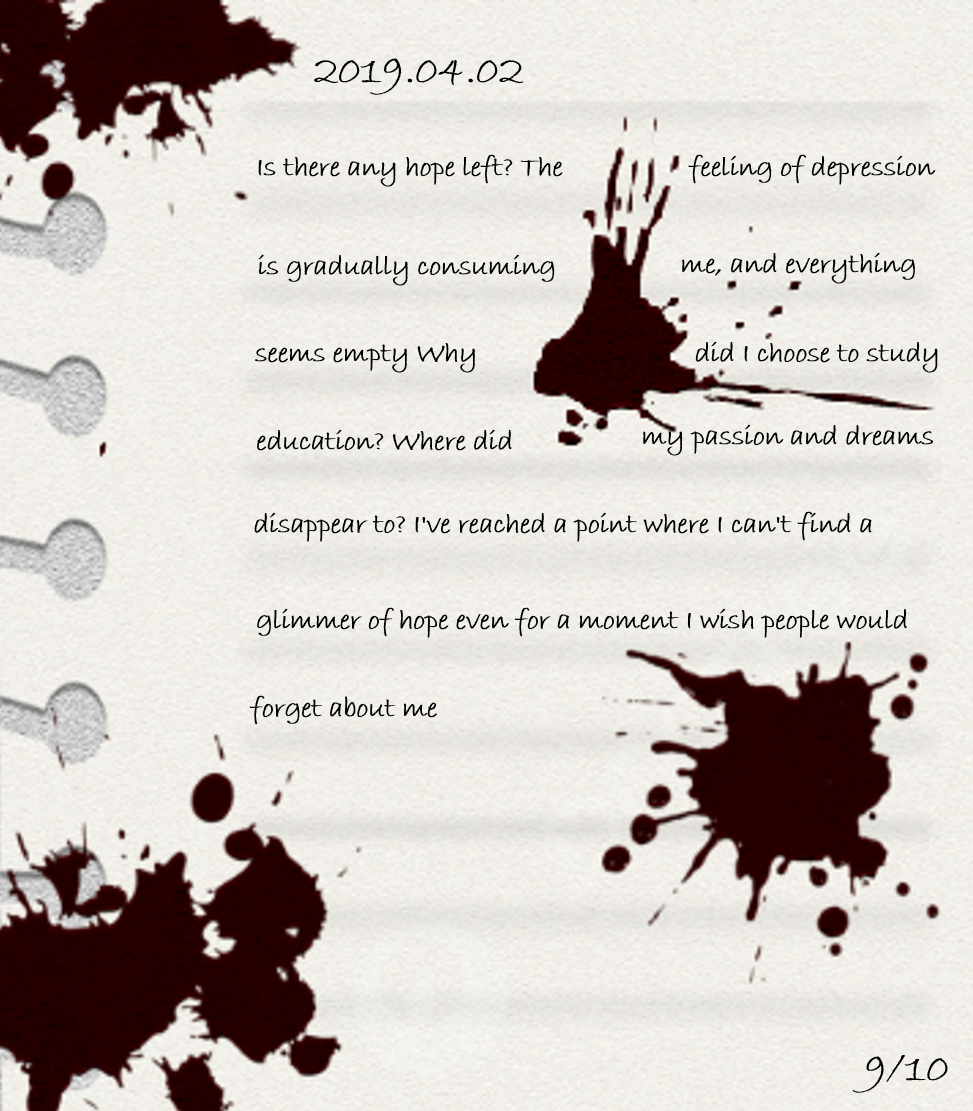 2019.04.02
Is there any hope left? The feeling of depression
is gradually consuming me, and everything
seems empty Why did I choose to study
education? Where did my passion and dreams
disappear to? I've reached a point where I can't find a
glimmer of hope even for a moment I wish people would
forget about me
9/10